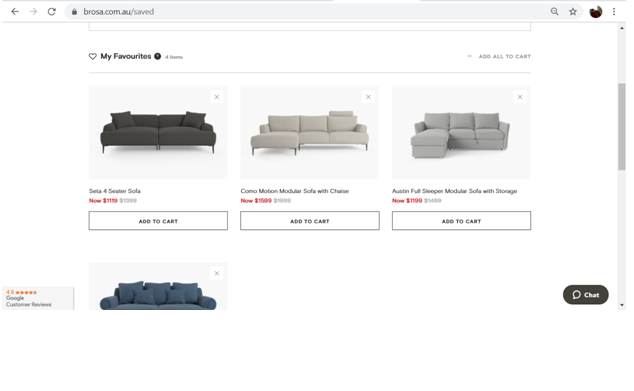 brosa.com.au/saved
My Favourites ? 4 Items
+ ADD ALL TO CART
Seta 4 Seater Sofa
Now $1119 $1399
ADD TO CART
Como Motion Modular Sofa with Chaise
Now $1599 $1999
ADD TO CART
Austin Full Sleeper Modular Sofa with Storage
Now $1199 $1499
ADD TO CART
4.6 ★★★★★
Google
Customer Reviews
Chat